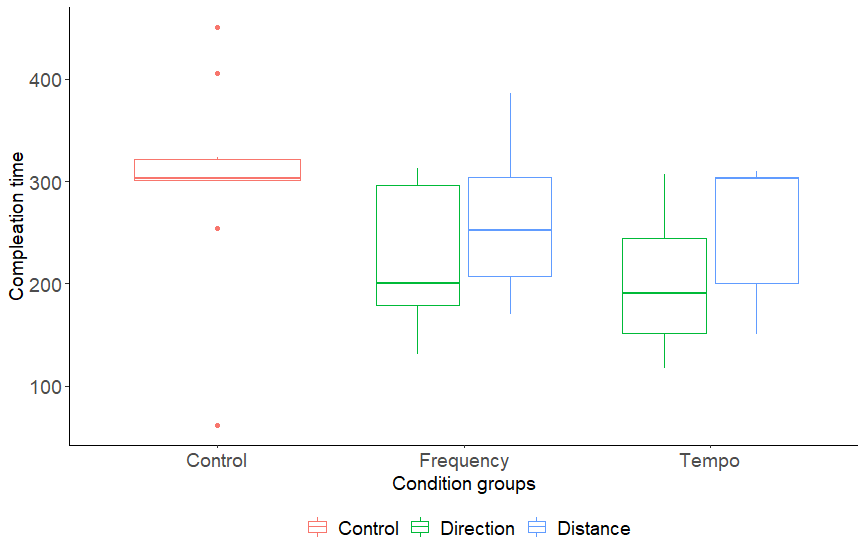 Compleation time
400
300
200
100
Control Frequency Tempo
Condition groups
Control Direction Distance